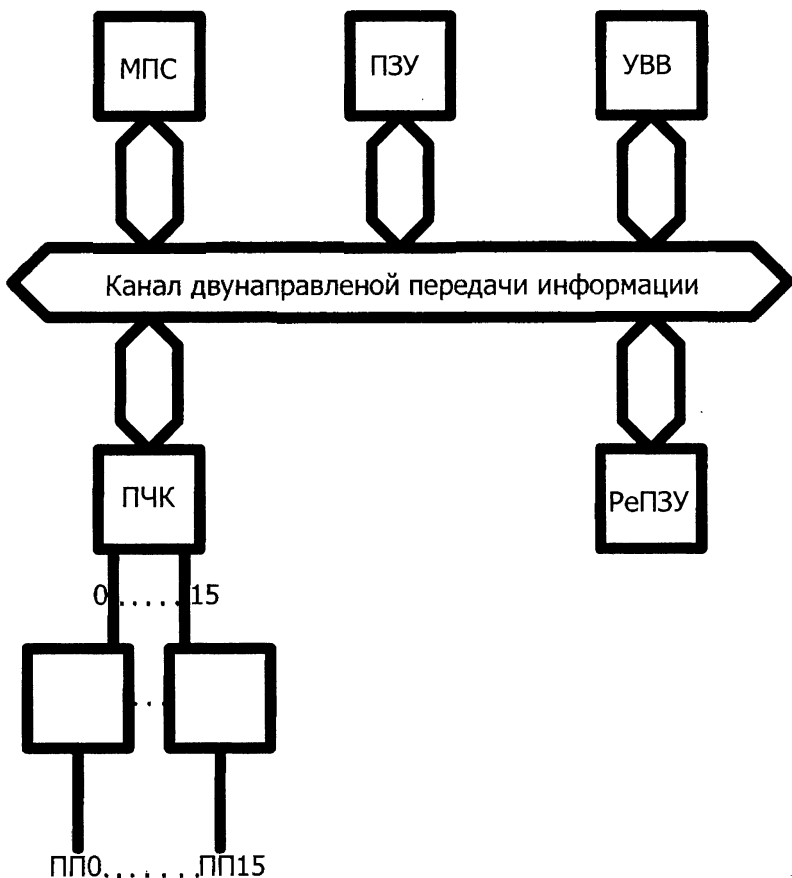 МПС ПЗУ УВВ
Канал двунаправленой передачи информации
ПЧК РеПЗУ
0.....15
...
ПП0.......ПП15